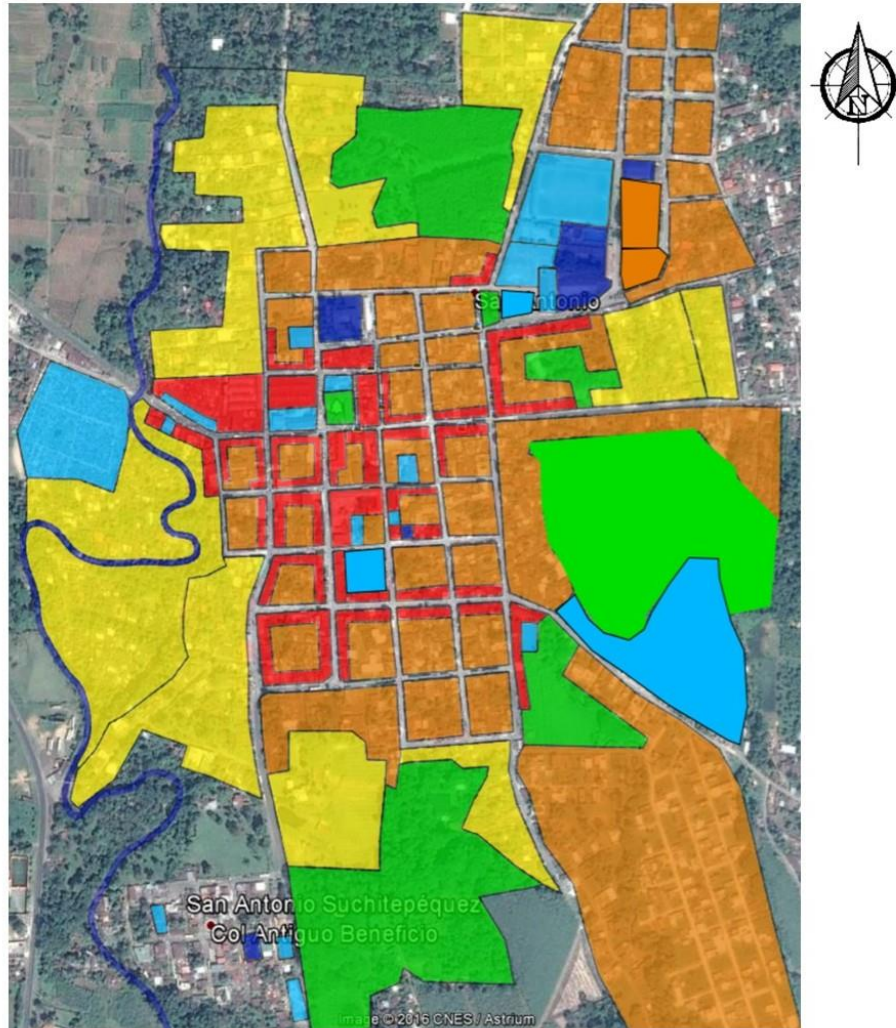 N
San Antonio
San Antonio Suchitepéquez
Col Antiguo Beneficio
Image © 2016 CNES / Astrium